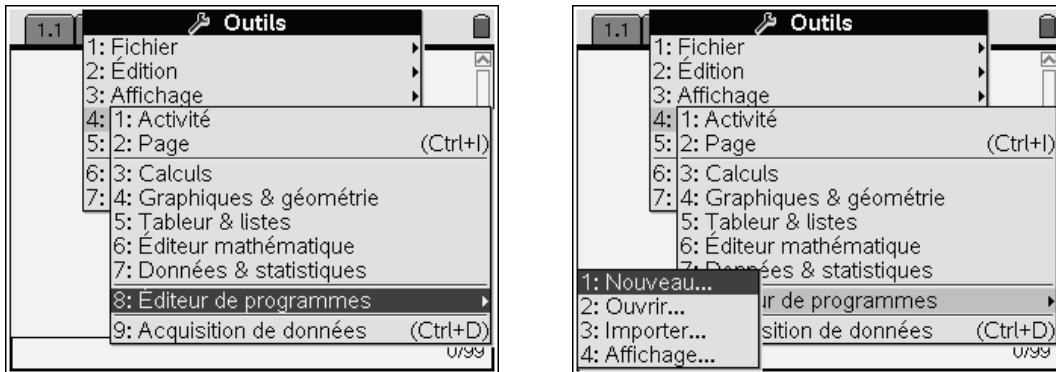 1.1
Outils
1: Fichier
2: Édition
3: Affichage
4: 1: Activité
5: 2: Page (Ctrl+I)
6: 3: Calculs
7: 4: Graphiques & géométrie
5: Tableur & listes
6: Éditeur mathématique
7: Données & statistiques
8: Éditeur de programmes
9: Acquisition de données (Ctrl+D)
0/99
1.1
Outils
1: Fichier
2: Édition
3: Affichage
4: 1: Activité
5: 2: Page (Ctrl+I)
6: 3: Calculs
7: 4: Graphiques & géométrie
5: Tableur & listes
6: Éditeur mathématique
7: Données & statistiques
1: Nouveau...
ur de programmes
2: Ouvrir...
3: Importer...
sition de données (Ctrl+D)
4: Affichage...
0/99